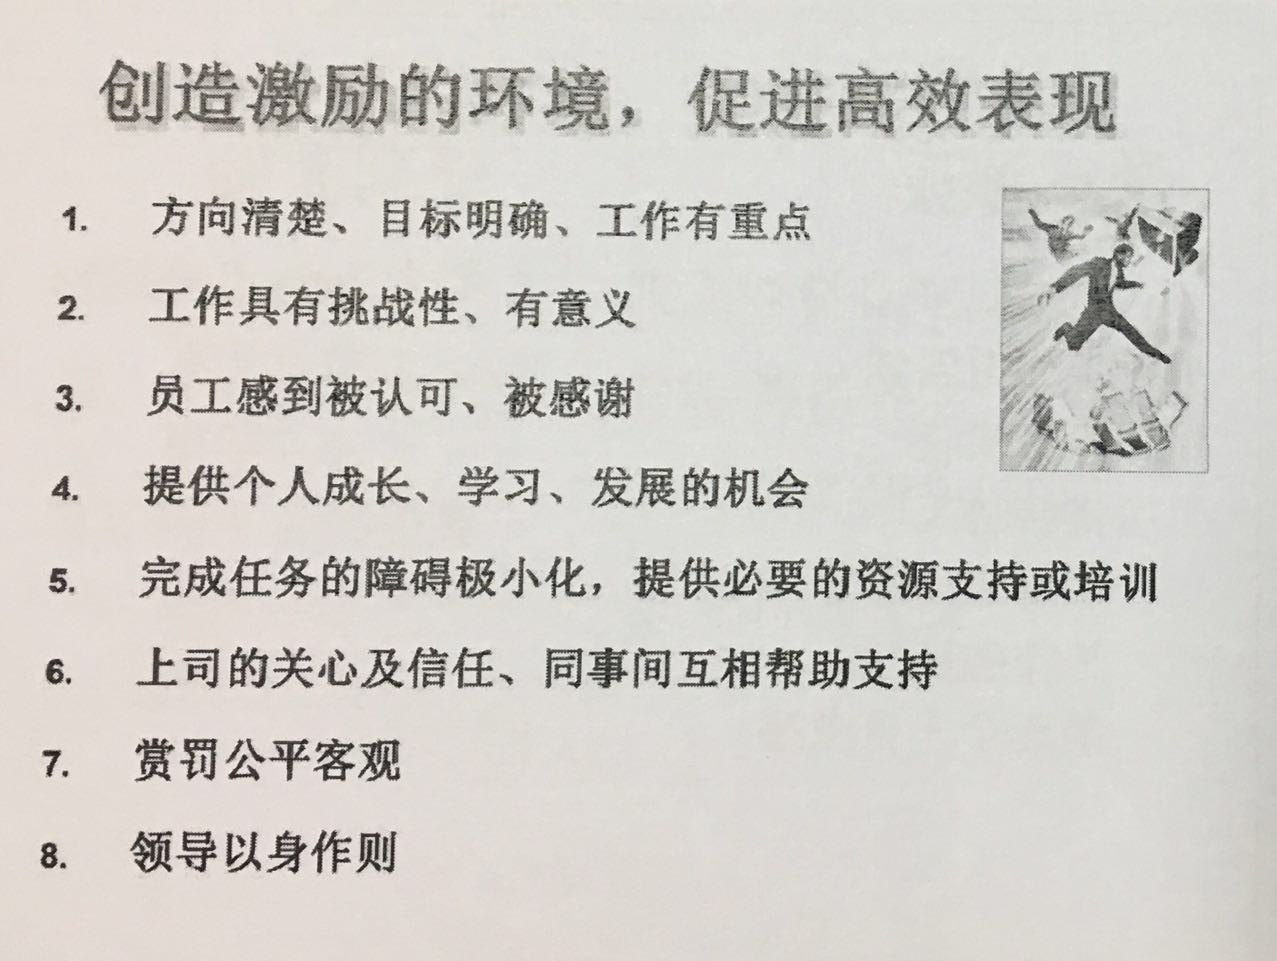 创造激励的环境，促进高效表现
1. 方向清楚、目标明确、工作有重点
2. 工作具有挑战性、有意义
3. 员工感到被认可、被感谢
4. 提供个人成长、学习、发展的机会
5. 完成任务的障碍极小化，提供必要的资源支持或培训
6. 上司的关心及信任、同事间互相帮助支持
7. 赏罚公平客观
8. 领导以身作则